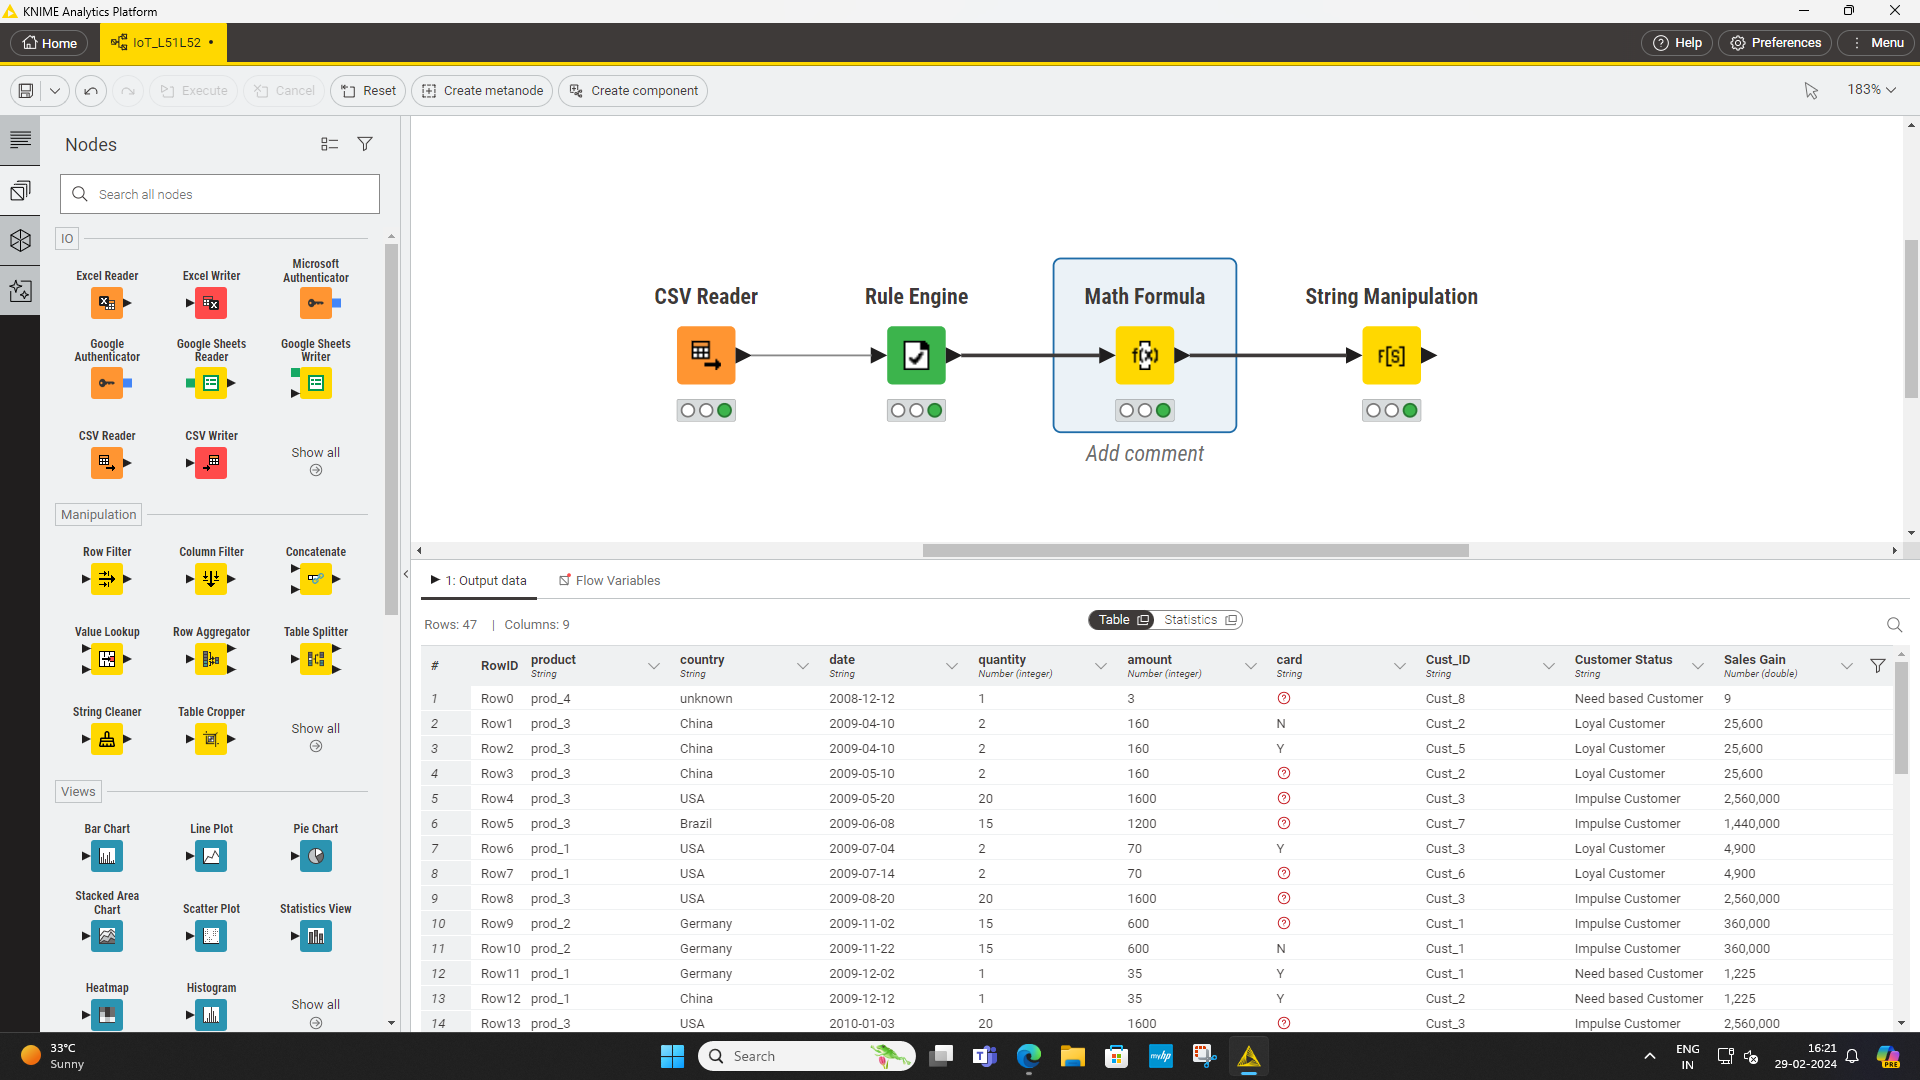 KNIME Analytics Platform
Home
IoT_L51L52
Help
Preferences
Menu
Execute
Cancel
Reset
Create metanode
Create component
183%
Nodes
Search all nodes
IO
Excel Reader
Excel Writer
Microsoft Authenticator
Google Authenticator
Google Sheets Reader
Google Sheets Writer
CSV Reader
CSV Writer
Show all
Manipulation
Row Filter
Column Filter
Concatenate
Value Lookup
Row Aggregator
Table Splitter
String Cleaner
Table Cropper
Show all
Views
Bar Chart
Line Plot
Pie Chart
Stacked Area Chart
Scatter Plot
Statistics View
Heatmap
Histogram
Show all
CSV Reader
Rule Engine
Math Formula
String Manipulation
f(x)
F[S]
Add comment
1: Output data
Flow Variables
Rows: 47 | Columns: 9
Table
Statistics
# RowID product country date quantity amount card Cust_ID Customer Status Sales Gain
String String String Number (integer) Number (integer) String String String Number (double)
1 Row0 prod_4 unknown 2008-12-12 1 3 ? Cust_8 Need based Customer 9
2 Row1 prod_3 China 2009-04-10 2 160 N Cust_2 Loyal Customer 25,600
3 Row2 prod_3 China 2009-04-10 2 160 Y Cust_5 Loyal Customer 25,600
4 Row3 prod_3 China 2009-05-10 2 160 ? Cust_2 Loyal Customer 25,600
5 Row4 prod_3 USA 2009-05-20 20 1600 ? Cust_3 Impulse Customer 2,560,000
6 Row5 prod_3 Brazil 2009-06-08 15 1200 ? Cust_7 Impulse Customer 1,440,000
7 Row6 prod_1 USA 2009-07-04 2 70 Y Cust_3 Loyal Customer 4,900
8 Row7 prod_1 USA 2009-07-14 2 70 ? Cust_6 Loyal Customer 4,900
9 Row8 prod_3 USA 2009-08-20 20 1600 ? Cust_3 Impulse Customer 2,560,000
10 Row9 prod_2 Germany 2009-11-02 15 600 ? Cust_1 Impulse Customer 360,000
11 Row10 prod_2 Germany 2009-11-22 15 600 N Cust_1 Impulse Customer 360,000
12 Row11 prod_1 Germany 2009-12-02 1 35 Y Cust_1 Need based Customer 1,225
13 Row12 prod_1 China 2009-12-12 1 35 Y Cust_2 Need based Customer 1,225
14 Row13 prod_3 USA 2010-01-03 20 1600 ? Cust_3 Impulse Customer 2,560,000
33°C
Sunny
Search
myhp
ENG
IN
16:21
29-02-2024
PRE